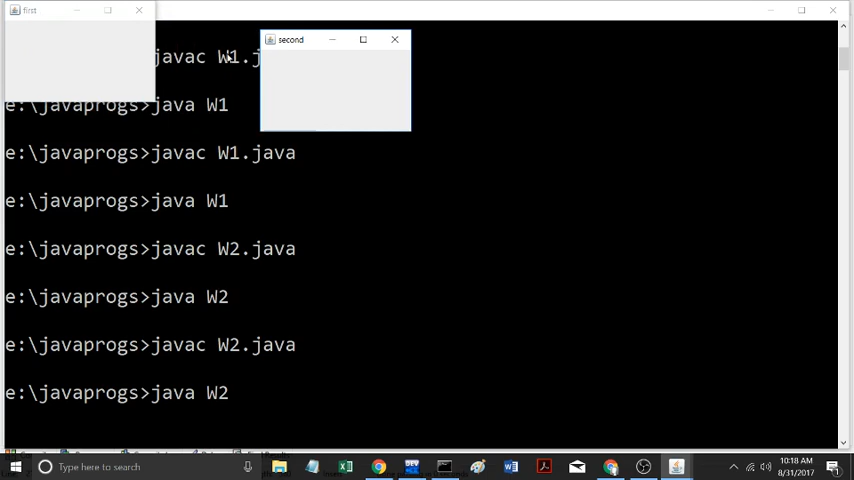 first
second
javac W1.j
e:\javaprogs>java W1
e:\javaprogs>javac W1.java
e:\javaprogs>java W1
e:\javaprogs>javac W2.java
e:\javaprogs>java W2
e:\javaprogs>javac W2.java
e:\javaprogs>java W2
Type here to search
DEV
10:18 AM
8/31/2017